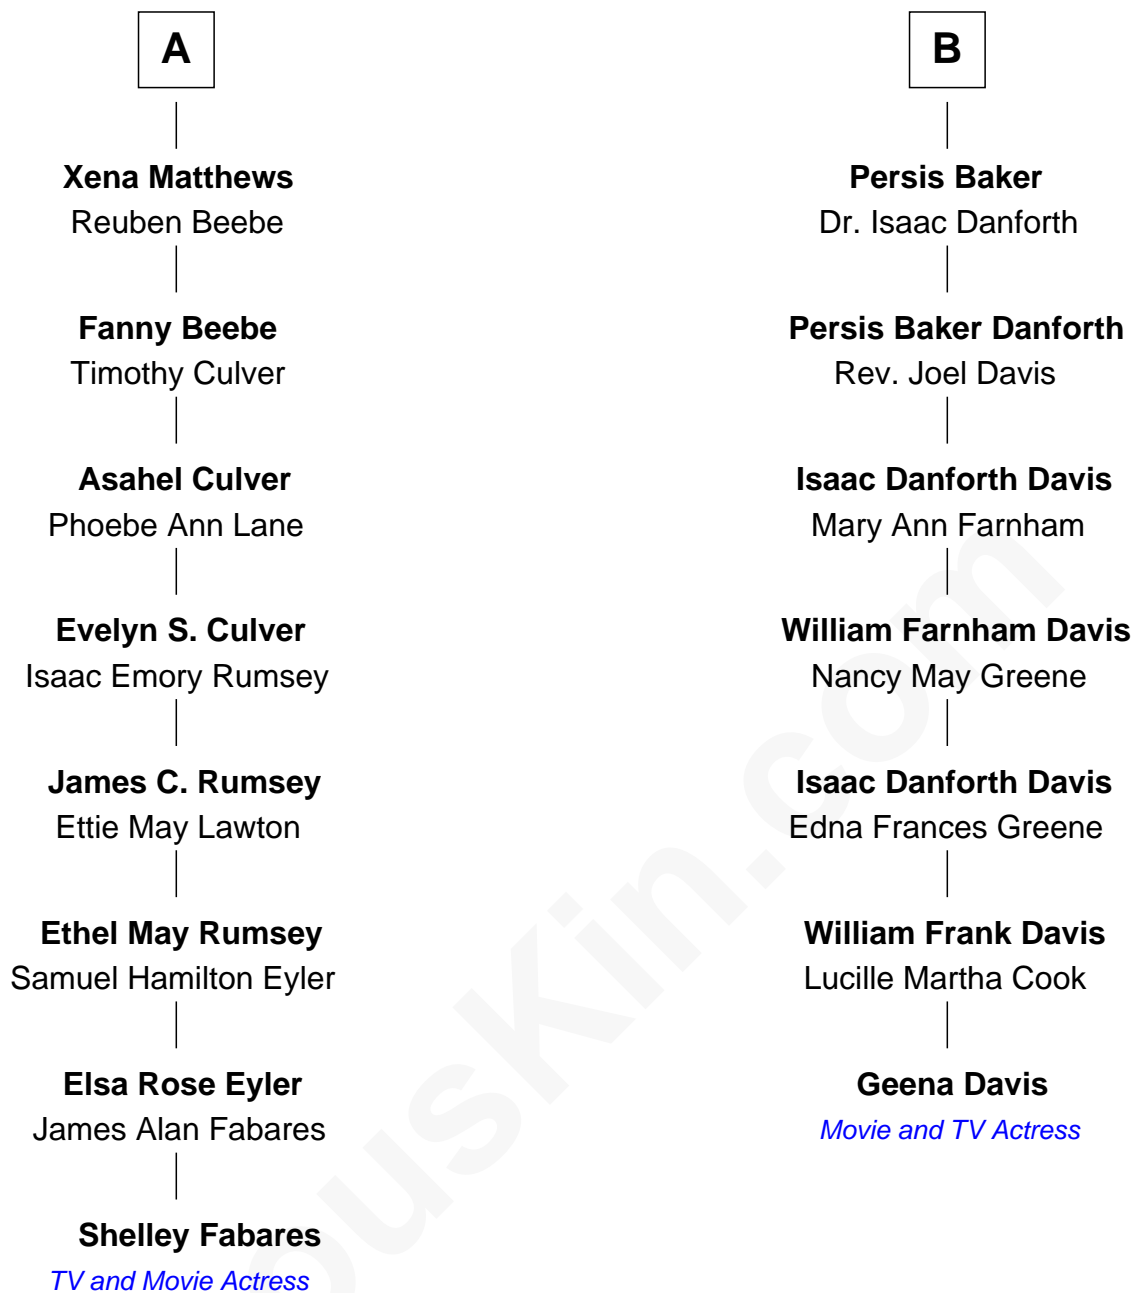 A
Xena Matthews
Reuben Beebe
Fanny Beebe
Timothy Culver
Asahel Culver
Phoebe Ann Lane
Evelyn S. Culver
Isaac Emory Rumsey
James C. Rumsey
Ettie May Lawton
Ethel May Rumsey
Samuel Hamilton Eyler
Elsa Rose Eyler
James Alan Fabares
Shelley Fabares
TV and Movie Actress
B
Persis Baker
Dr. Isaac Danforth
Persis Baker Danforth
Rev. Joel Davis
Isaac Danforth Davis
Mary Ann Farnham
William Farnham Davis
Nancy May Greene
Isaac Danforth Davis
Edna Frances Greene
William Frank Davis
Lucille Martha Cook
Geena Davis
Movie and TV Actress
ousKin.com